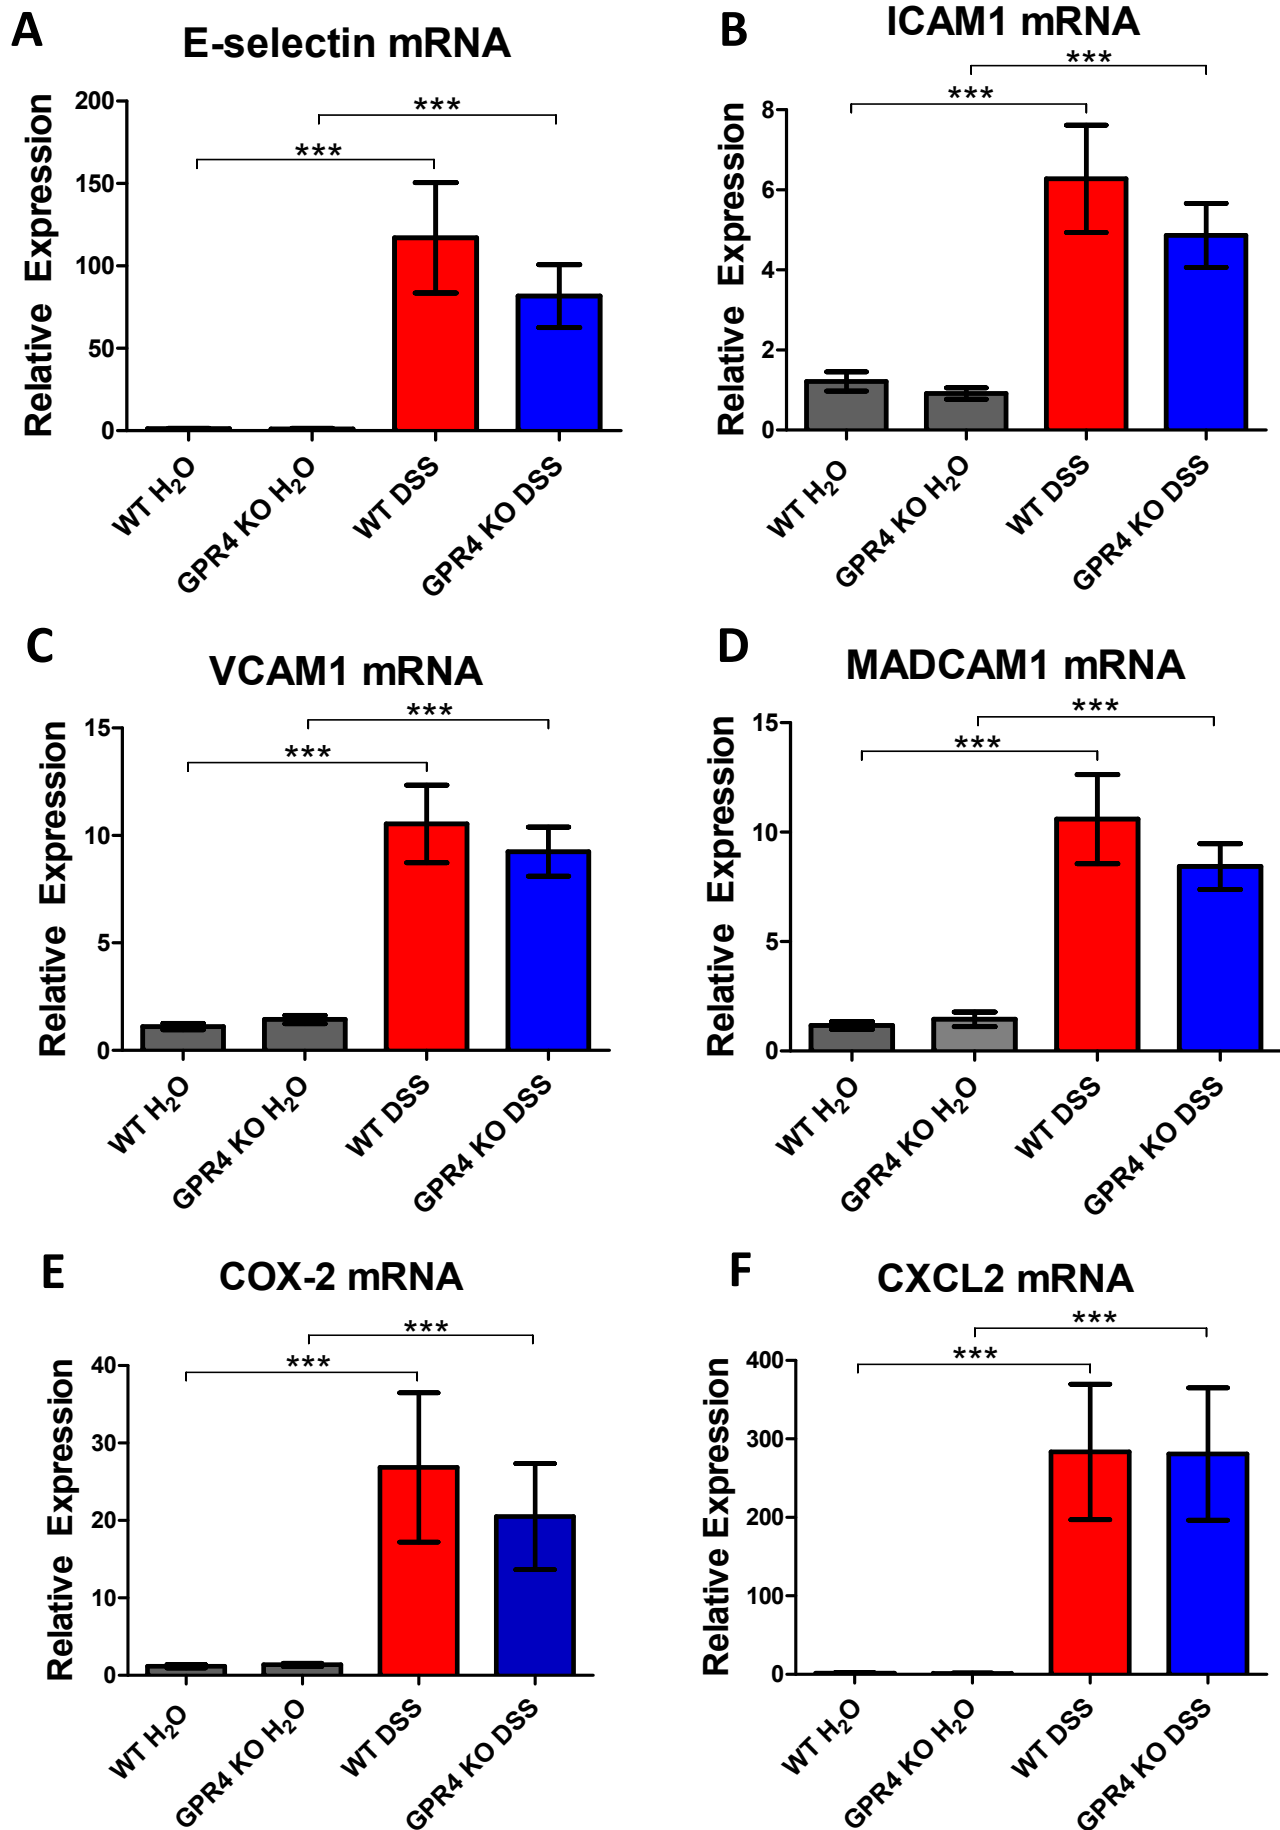 A
E-selectin mRNA
Relative Expression
200
150
100
50
0
***
***
WT H₂O
GPR4 KO H₂O
WT DSS
GPR4 KO DSS
B
ICAM1 mRNA
Relative Expression
8
6
4
2
0
***
***
WT H₂O
GPR4 KO H₂O
WT DSS
GPR4 KO DSS
C
VCAM1 mRNA
Relative Expression
15
10
5
0
***
***
WT H₂O
GPR4 KO H₂O
WT DSS
GPR4 KO DSS
D
MADCAM1 mRNA
Relative Expression
15
10
5
0
***
***
WT H₂O
GPR4 KO H₂O
WT DSS
GPR4 KO DSS
E
COX-2 mRNA
Relative Expression
40
30
20
10
0
***
***
WT H₂O
GPR4 KO H₂O
WT DSS
GPR4 KO DSS
F
CXCL2 mRNA
Relative Expression
400
300
200
100
0
***
***
WT H₂O
GPR4 KO H₂O
WT DSS
GPR4 KO DSS